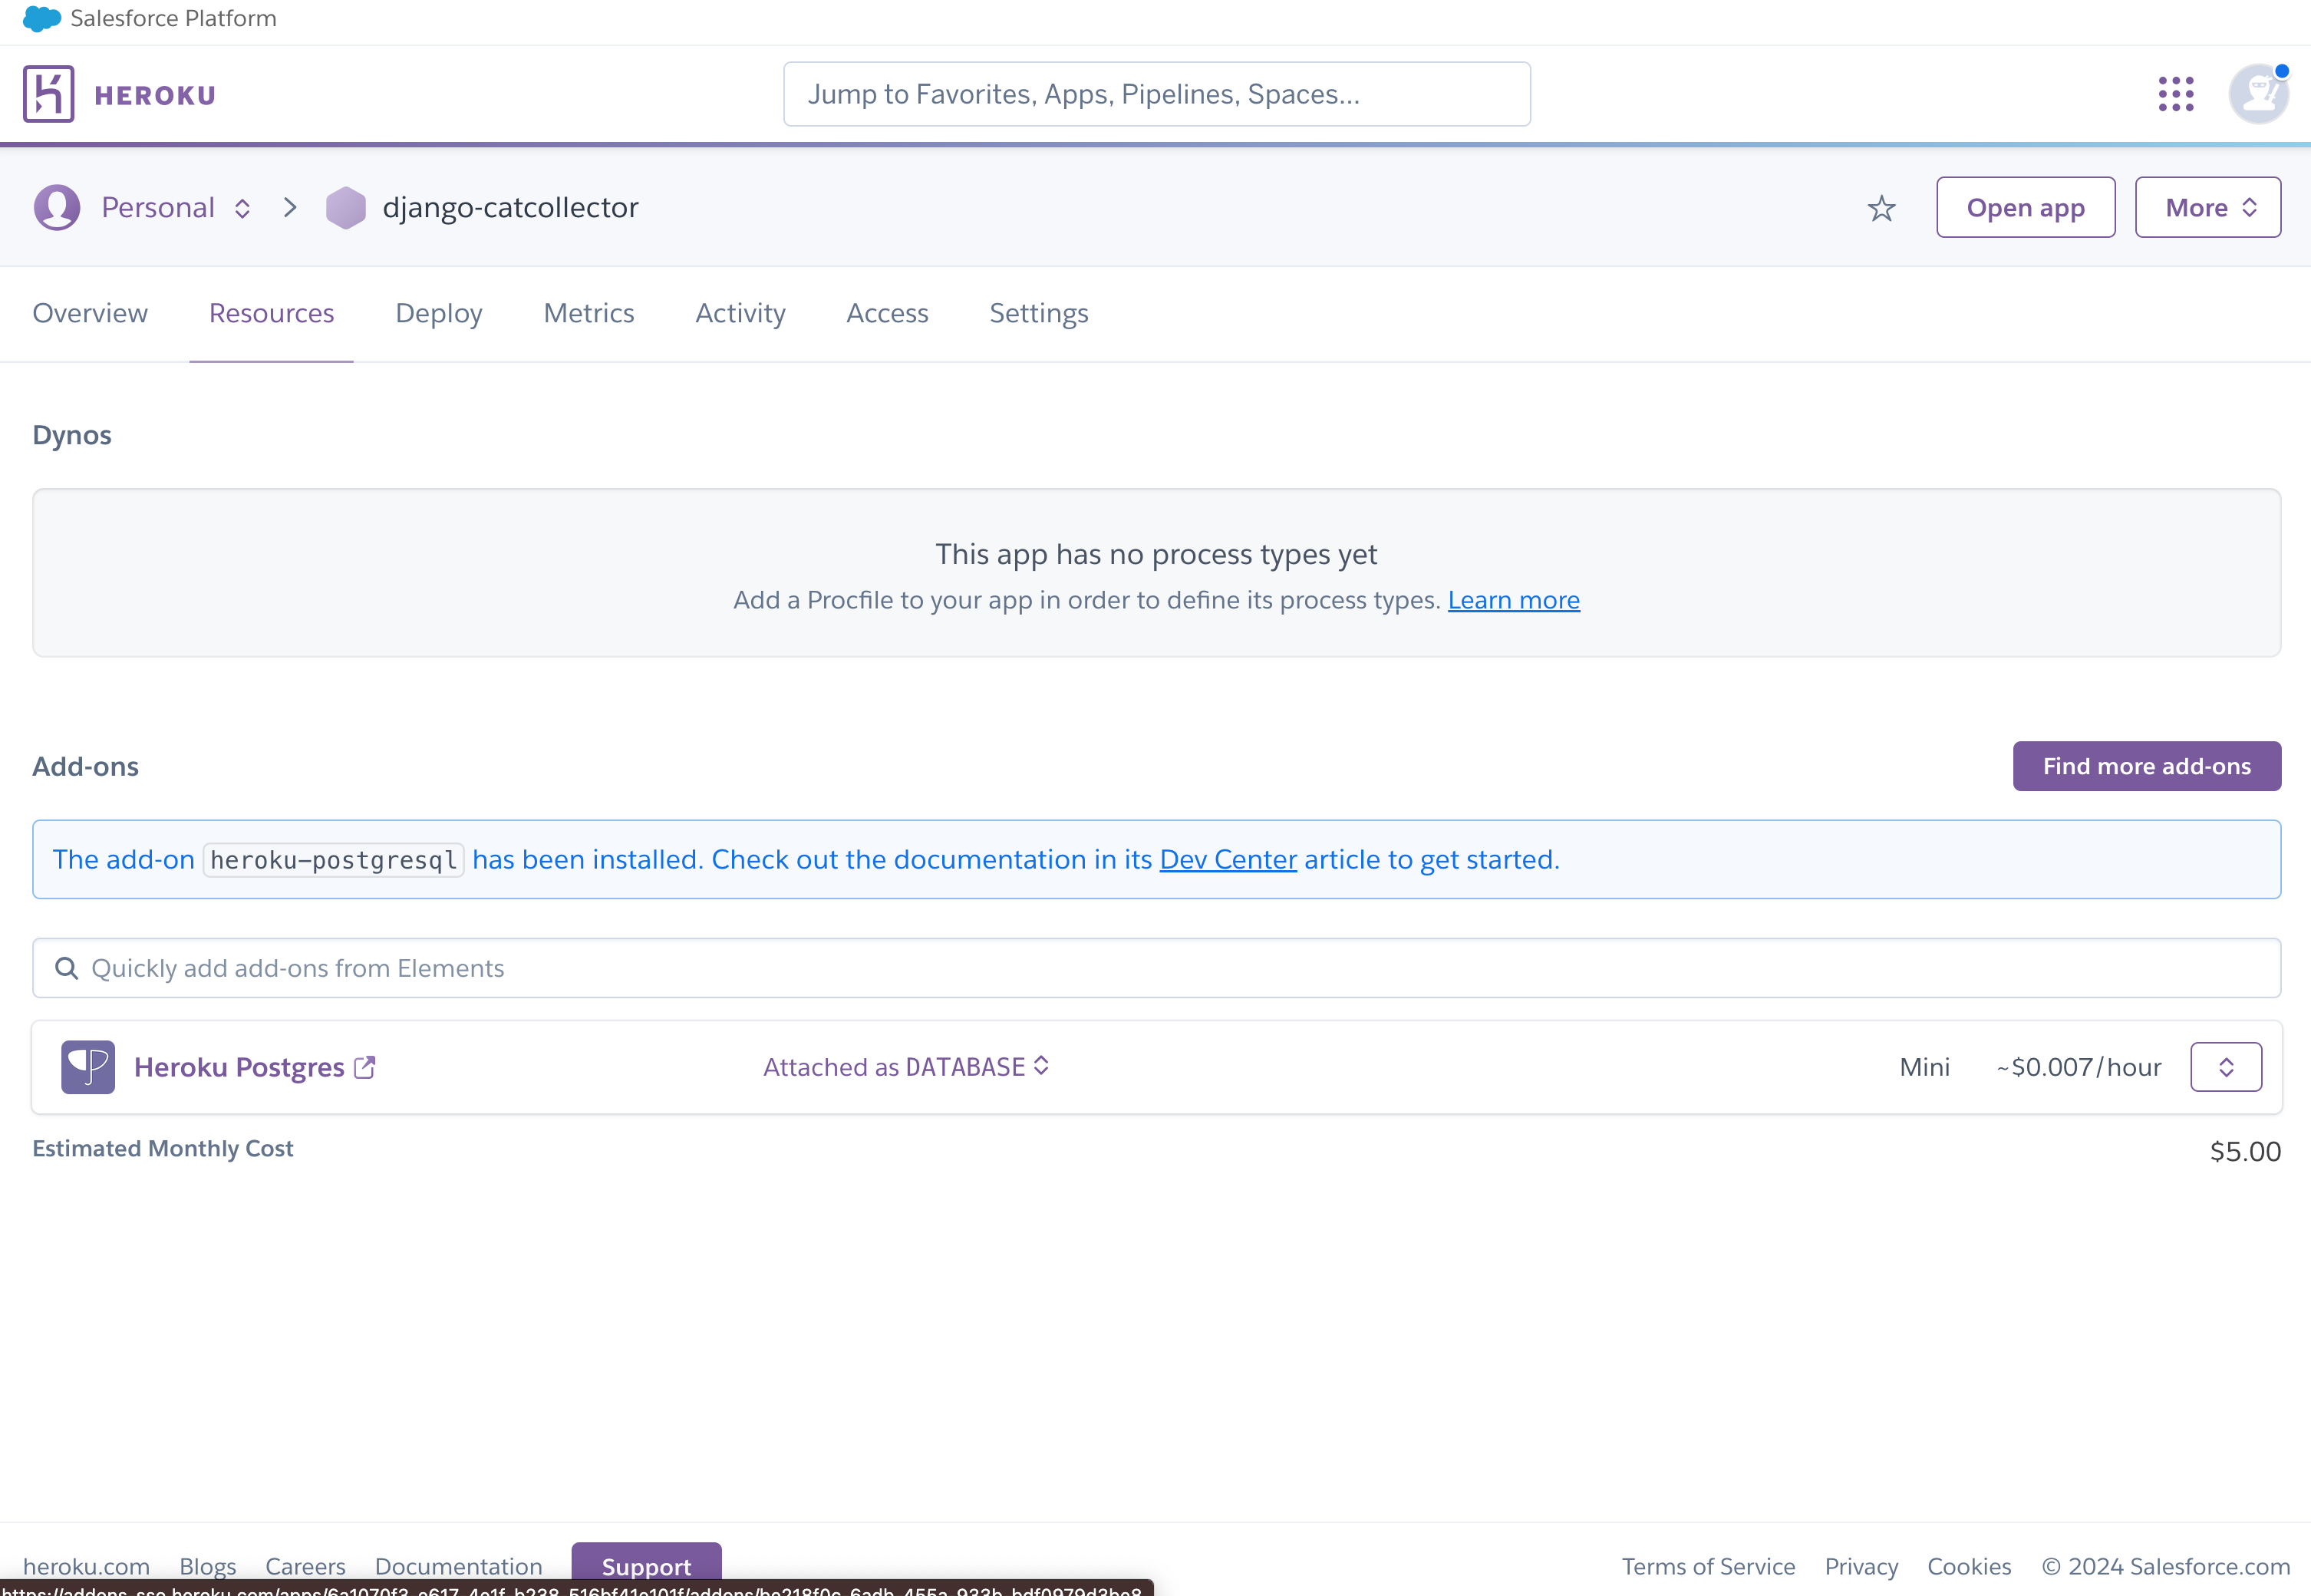 Salesforce Platform
HEROKU
Jump to Favorites, Apps, Pipelines, Spaces...
Personal
django-catcollector
Open app
More
Overview
Resources
Deploy
Metrics
Activity
Access
Settings
Dynos
This app has no process types yet
Add a Procfile to your app in order to define its process types. Learn more
Add-ons
Find more add-ons
The add-on heroku-postgresql has been installed. Check out the documentation in its Dev Center article to get started.
Quickly add add-ons from Elements
Heroku Postgres
Attached as DATABASE
Mini
~$0.007/hour
Estimated Monthly Cost
$5.00
heroku.com
Blogs
Careers
Documentation
Support
Terms of Service
Privacy
Cookies
© 2024 Salesforce.com